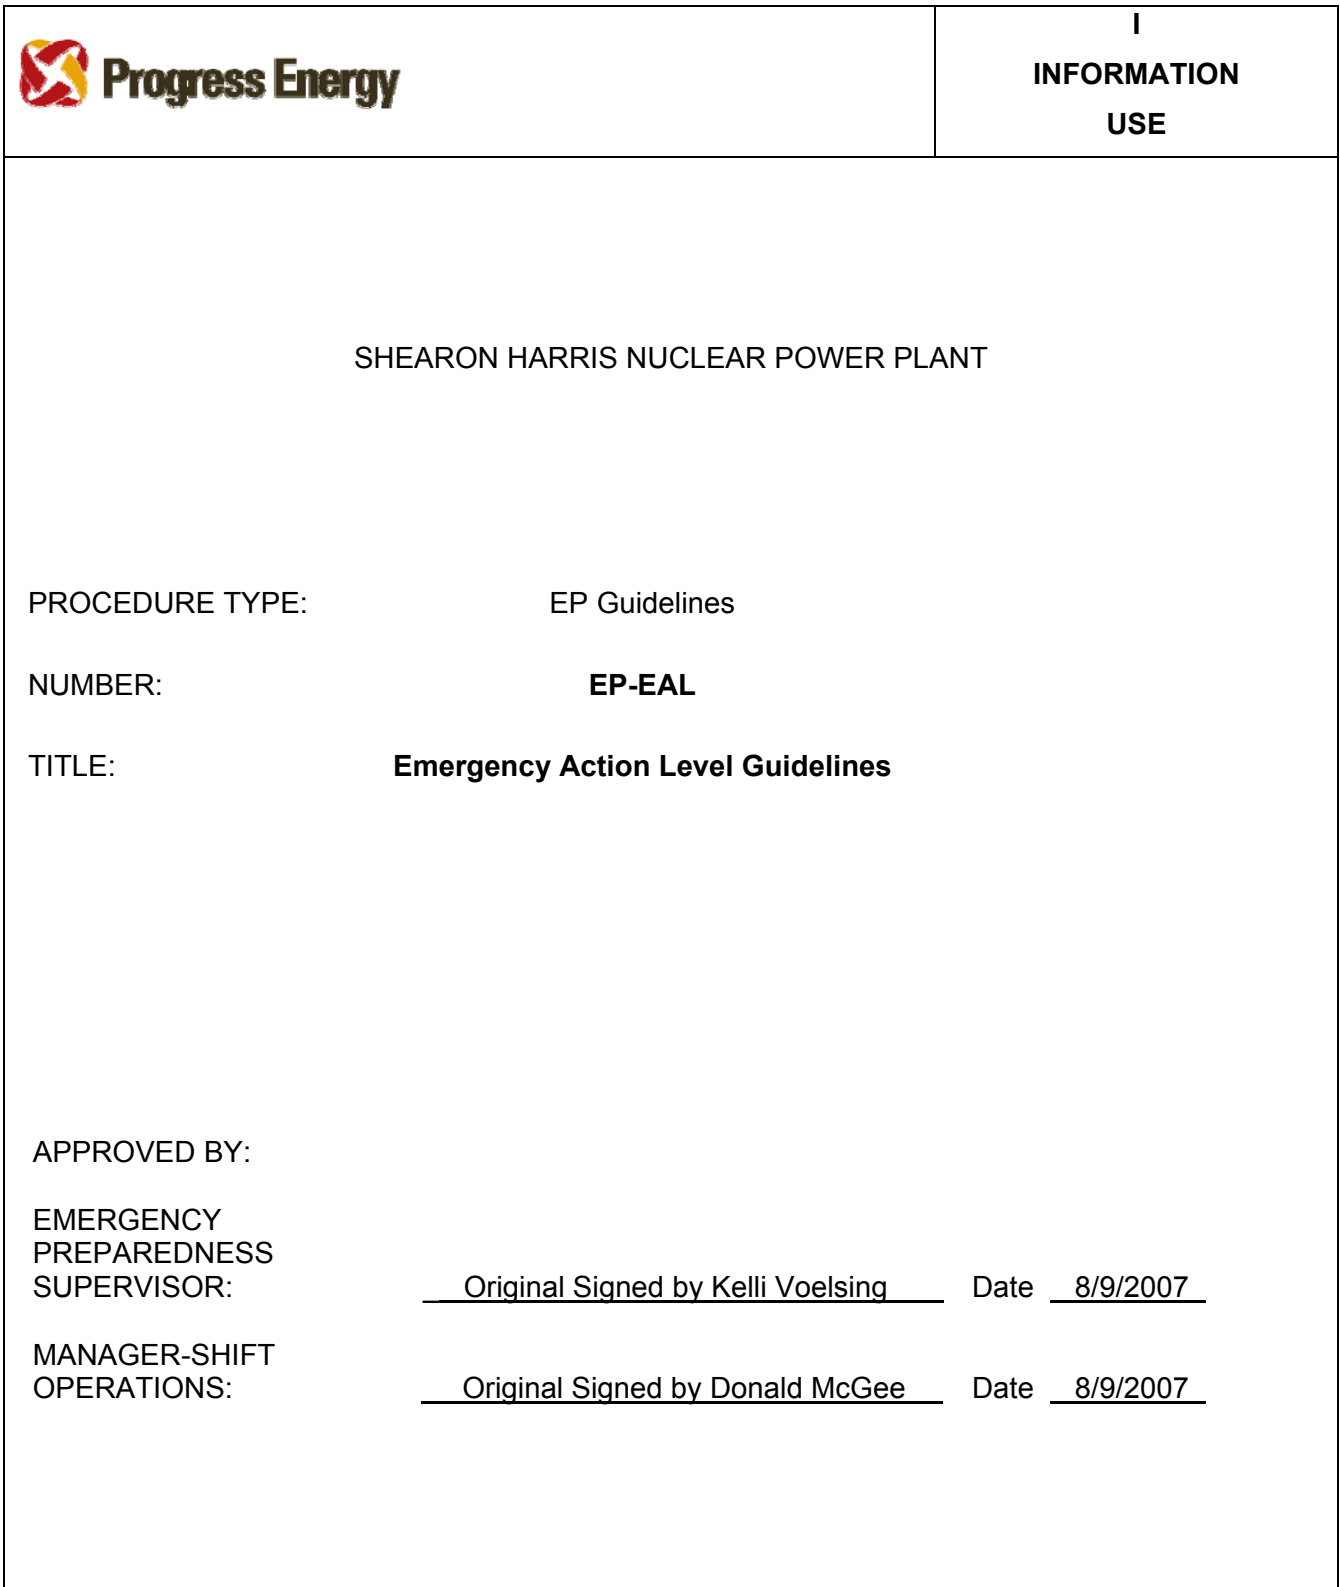 Progress Energy
I
INFORMATION
USE
SHEARON HARRIS NUCLEAR POWER PLANT
PROCEDURE TYPE: EP Guidelines
NUMBER: EP-EAL
TITLE: Emergency Action Level Guidelines
APPROVED BY:
EMERGENCY
PREPAREDNESS
SUPERVISOR: Original Signed by Kelli Voelsing Date 8/9/2007
MANAGER-SHIFT
OPERATIONS: Original Signed by Donald McGee Date 8/9/2007